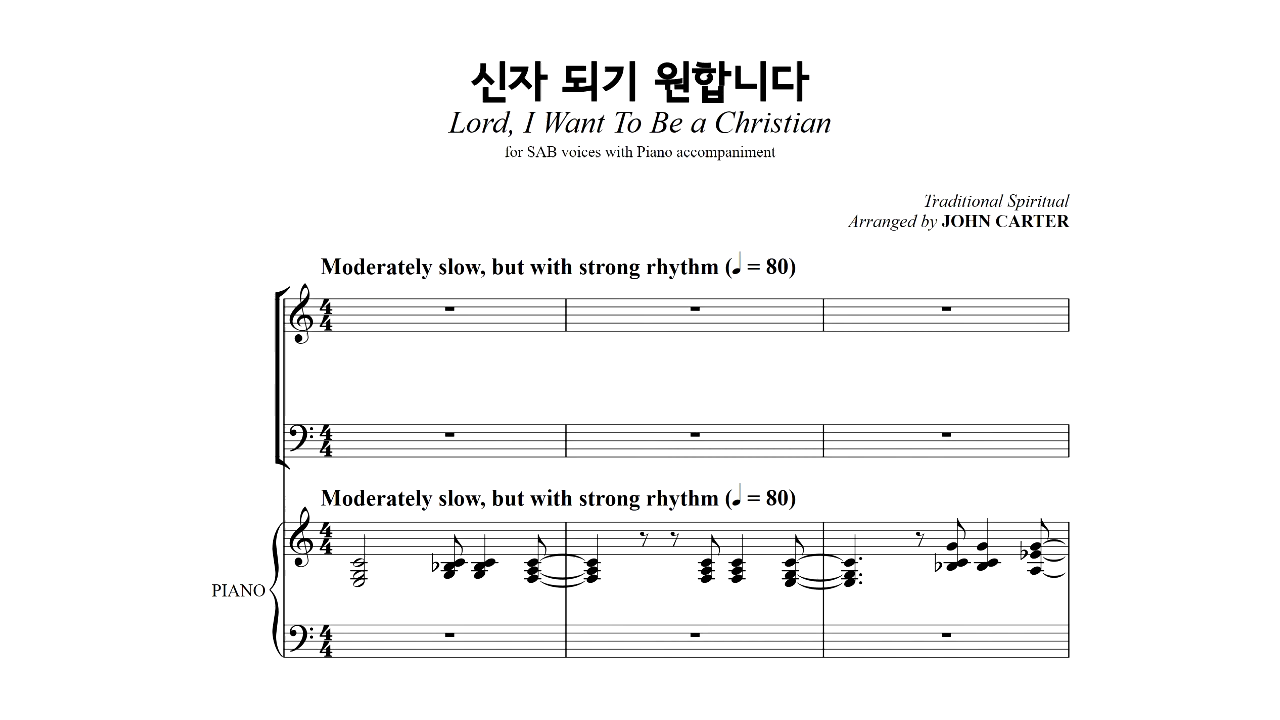 신자 되기 원합니다
Lord, I Want To Be a Christian
for SAB voices with Piano accompaniment
Traditional Spiritual
Arranged by JOHN CARTER
Moderately slow, but with strong rhythm (♩ = 80)
Moderately slow, but with strong rhythm (♩ = 80)
PIANO